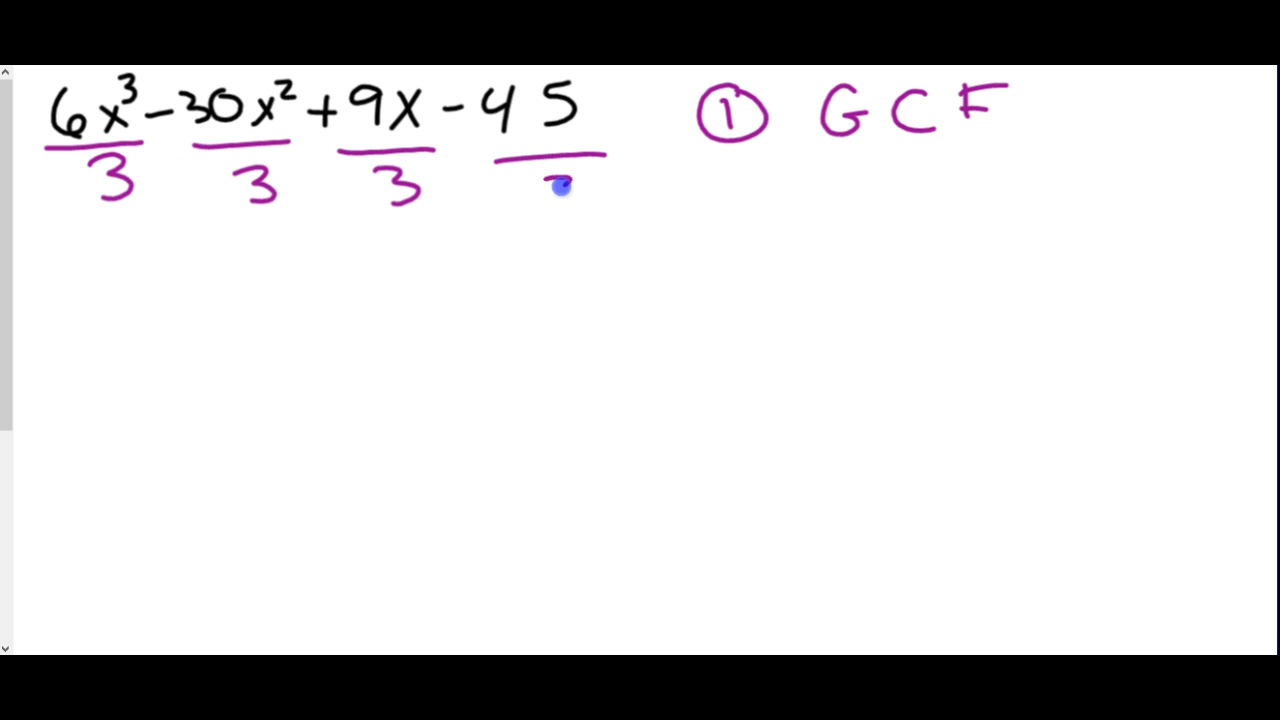 6x³ - 30x² + 9x - 45 ① GCF
3 3 3